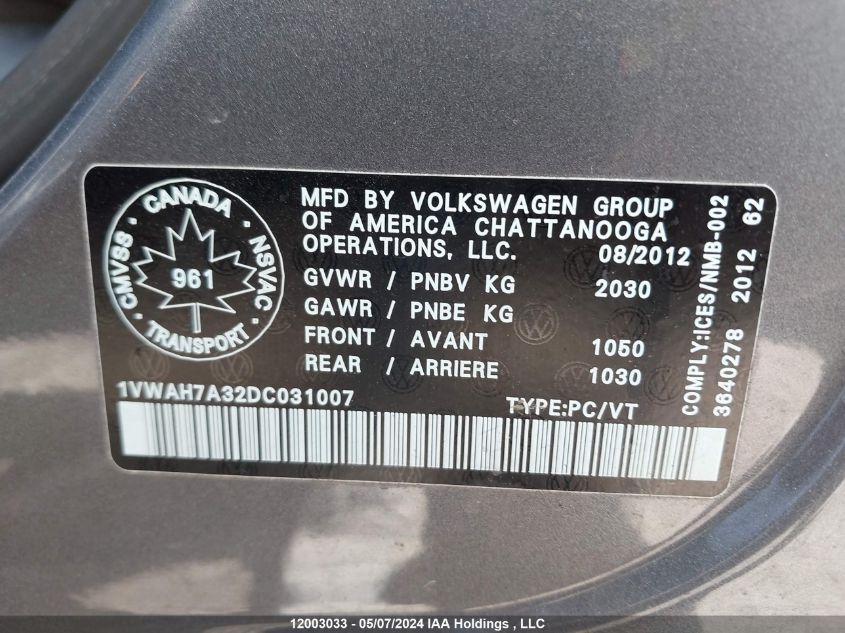 CANADA
CMVSS
NSVAC
961
TRANSPORT
MFD BY VOLKSWAGEN GROUP
OF AMERICA CHATTANOOGA
OPERATIONS, LLC. 08/2012
GVWR / PNBV KG 2030
GAWR / PNBE KG
FRONT / AVANT 1050
REAR / ARRIERE 1030
1VWAH7A32DC031007 TYPE:PC/VT
COMPLY:ICES/NMB-002
3640278 2012 62
12003033 - 05/07/2024 IAA Holdings , LLC